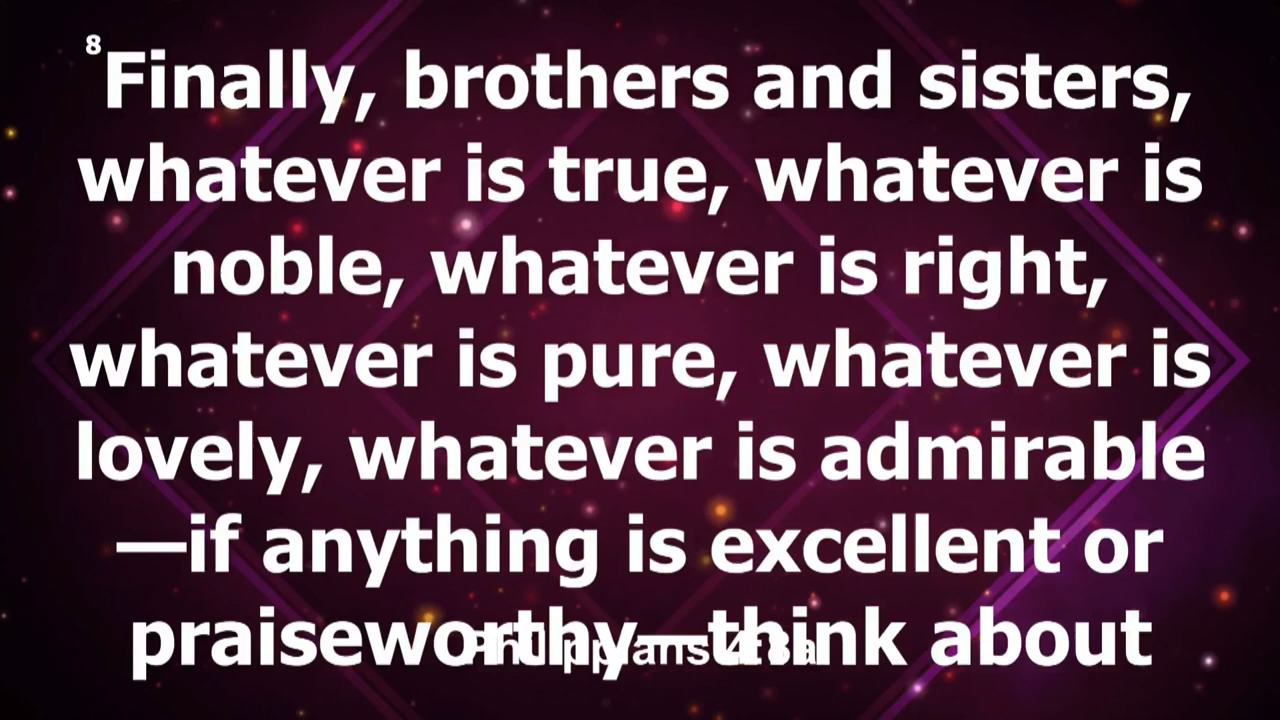 8 Finally, brothers and sisters,
whatever is true, whatever is
noble, whatever is right,
whatever is pure, whatever is
lovely, whatever is admirable
—if anything is excellent or
praiseworthy—think about
Philippians